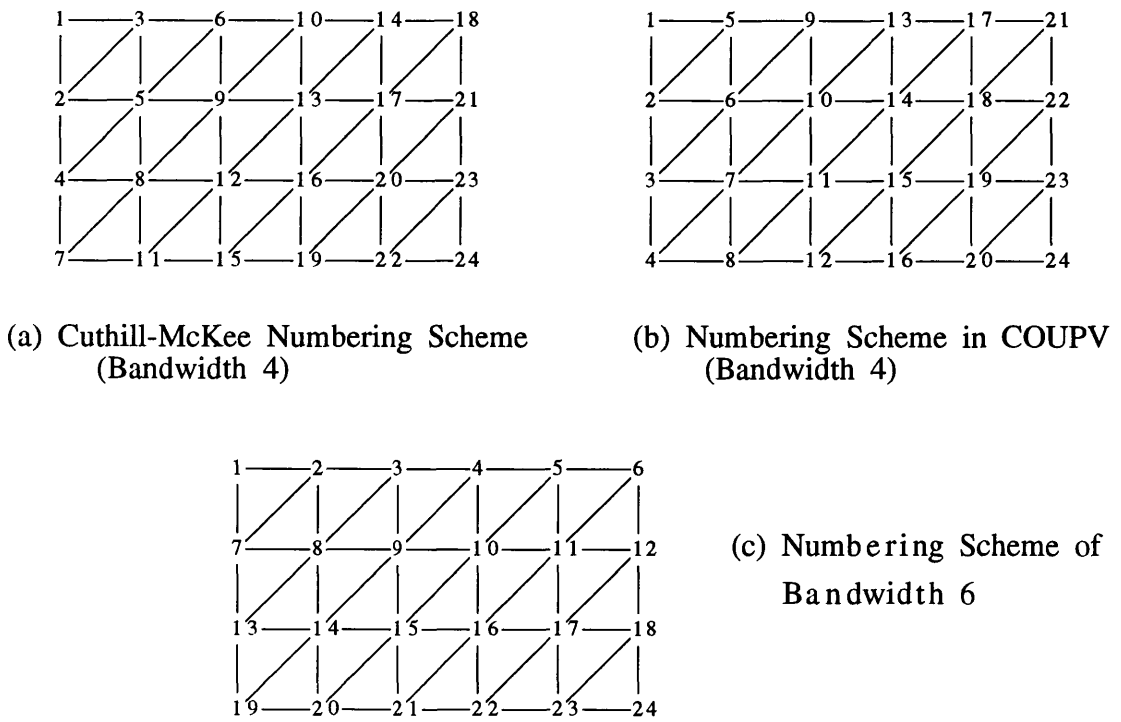 1 3 6 10 14 18
2 5 9 13 17 21
4 8 12 16 20 23
7 11 15 19 22 24
(a) Cuthill-McKee Numbering Scheme
(Bandwidth 4)
1 5 9 13 17 21
2 6 10 14 18 22
3 7 11 15 19 23
4 8 12 16 20 24
(b) Numbering Scheme in COUPV
(Bandwidth 4)
1 2 3 4 5 6
7 8 9 10 11 12
13 14 15 16 17 18
19 20 21 22 23 24
(c) Numbering Scheme of
Bandwidth 6